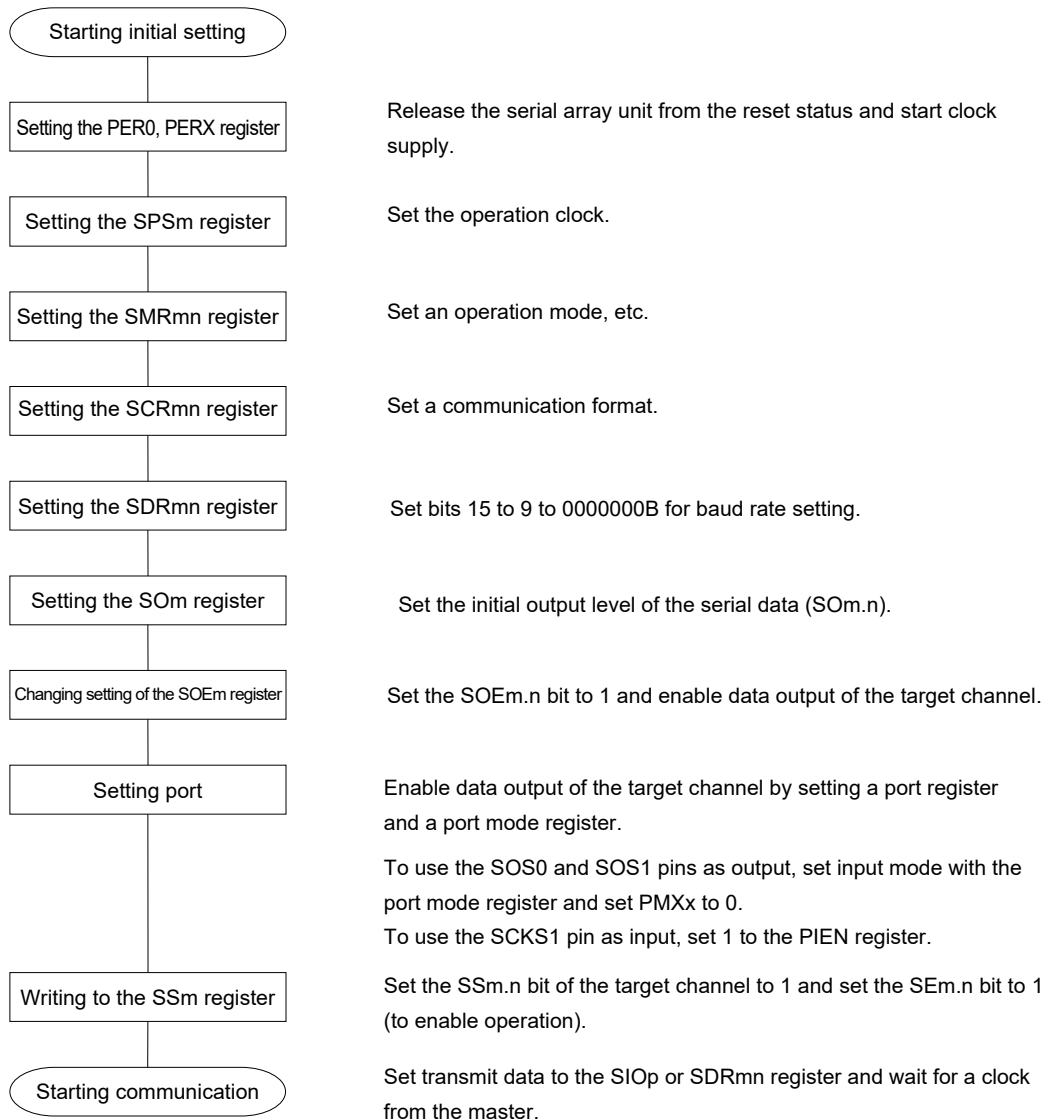 Starting initial setting
Setting the PER0, PERX register
Release the serial array unit from the reset status and start clock
supply.
Setting the SPSm register
Set the operation clock.
Setting the SMRmn register
Set an operation mode, etc.
Setting the SCRmn register
Set a communication format.
Setting the SDRmn register
Set bits 15 to 9 to 0000000B for baud rate setting.
Setting the SOm register
Set the initial output level of the serial data (SOm.n).
Changing setting of the SOEm register
Set the SOEm.n bit to 1 and enable data output of the target channel.
Setting port
Enable data output of the target channel by setting a port register
and a port mode register.
To use the SOS0 and SOS1 pins as output, set input mode with the
port mode register and set PMXx to 0.
To use the SCKS1 pin as input, set 1 to the PIEN register.
Writing to the SSm register
Set the SSm.n bit of the target channel to 1 and set the SEm.n bit to 1
(to enable operation).
Starting communication
Set transmit data to the SIOp or SDRmn register and wait for a clock
from the master.